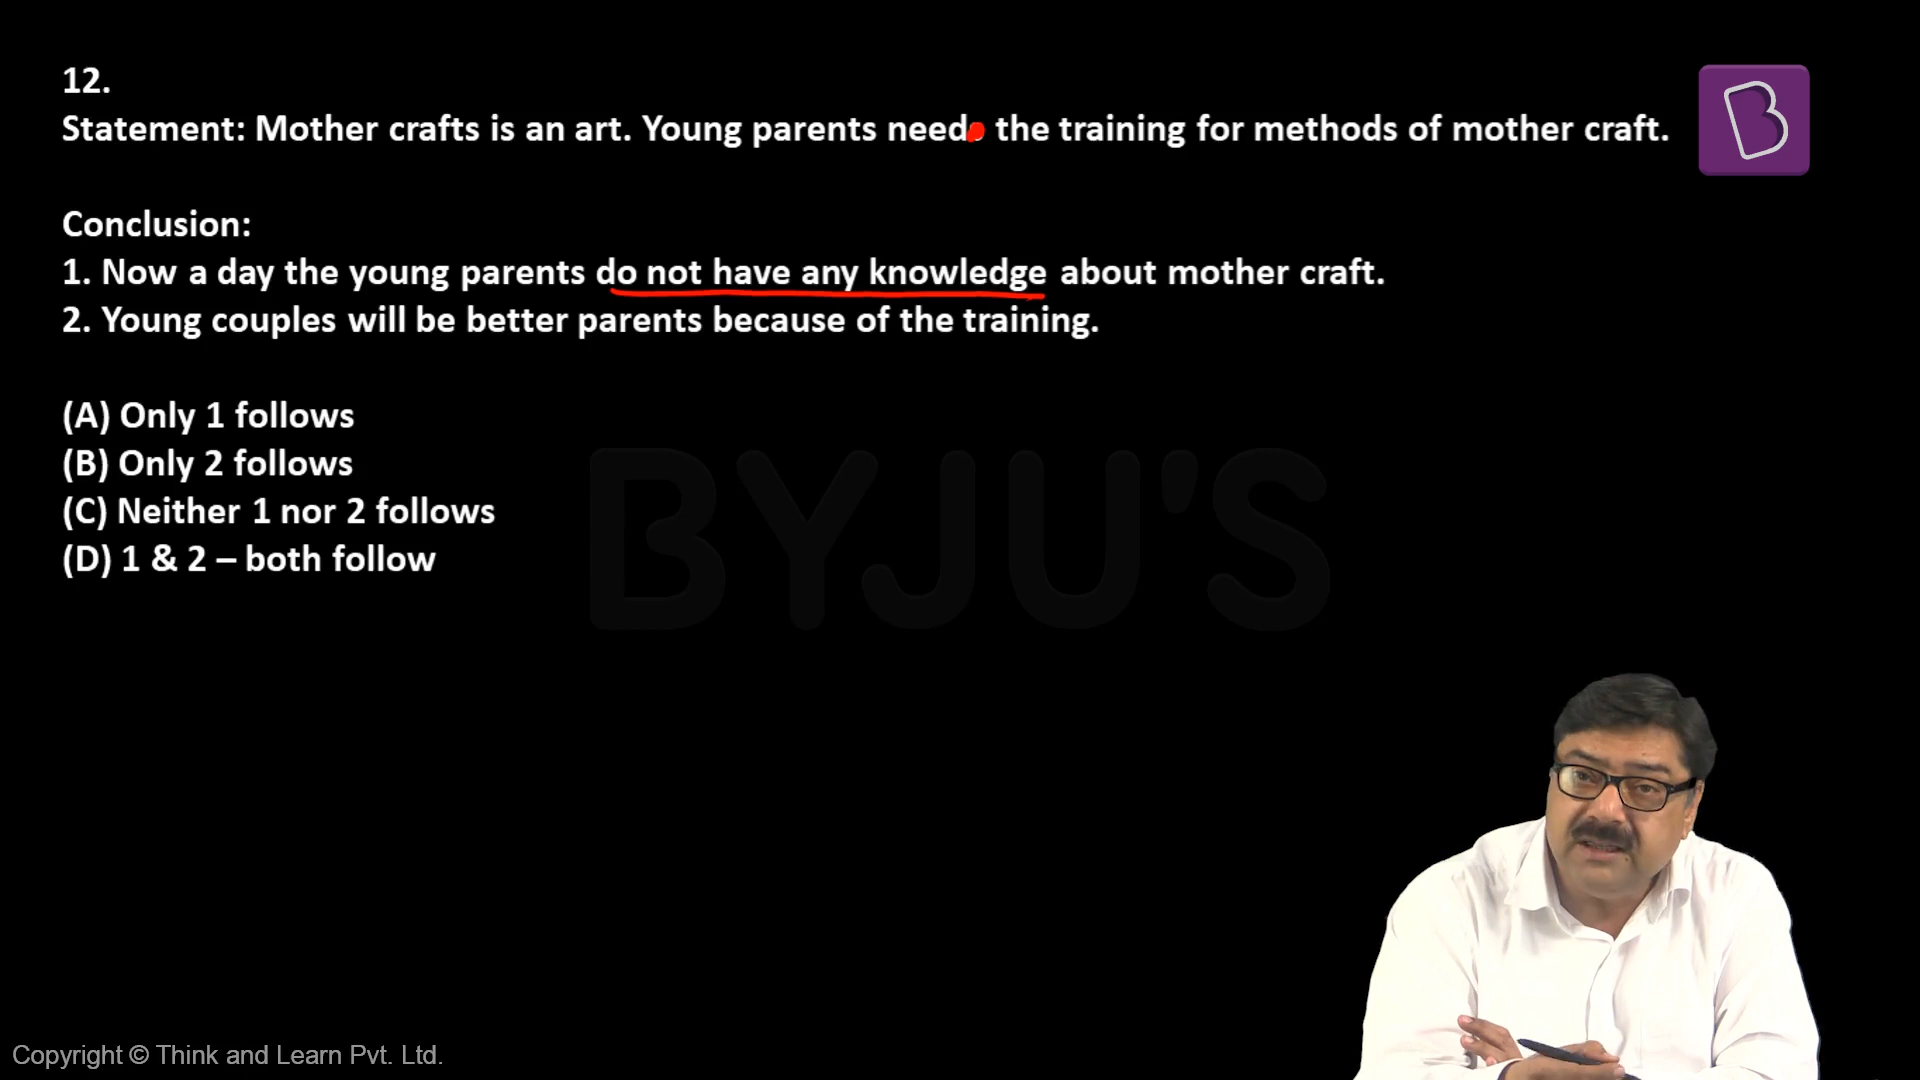 12.
Statement: Mother crafts is an art. Young parents need the training for methods of mother craft.
Conclusion:
1. Now a day the young parents do not have any knowledge about mother craft.
2. Young couples will be better parents because of the training.
(A) Only 1 follows
(B) Only 2 follows
(C) Neither 1 nor 2 follows
(D) 1 & 2 – both follow
BYJU'S
B
Copyright © Think and Learn Pvt. Ltd.